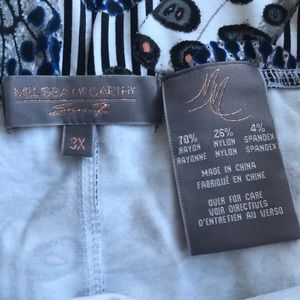 MELISSA McCARTHY
Seven7
3X
MM
70% 26% 4%
RAYON NYLON SPANDEX
RAYONNE NYLON SPANDEX
MADE IN CHINA
FABRIQUÉ EN CHINE
OVER FOR CARE
VOIR DIRECTIVES
D'ENTRETIEN AU VERSO